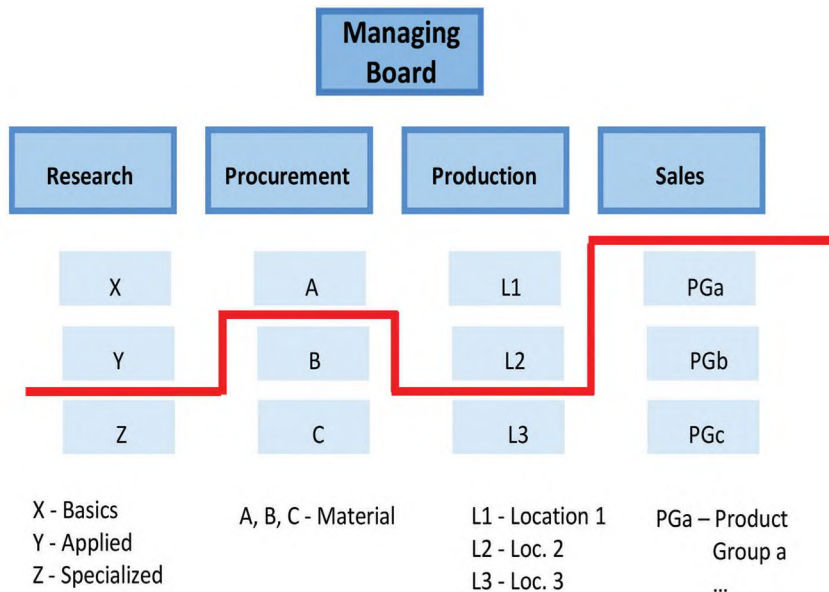 Managing
Board
Research
Procurement
Production
Sales
X
A
L1
PGa
Y
B
L2
PGb
Z
C
L3
PGc
X - Basics
Y - Applied
Z - Specialized
A, B, C - Material
L1 - Location 1
L2 - Loc. 2
L3 - Loc. 3
PGa – Product
Group a
...